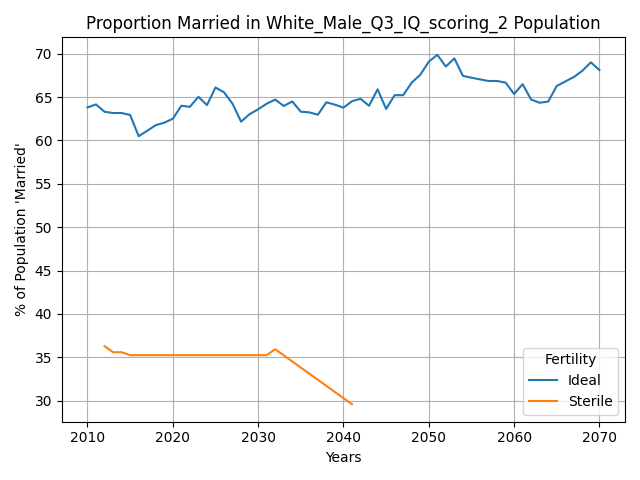 Proportion Married in White_Male_Q3_IQ_scoring_2 Population
% of Population 'Married'
70
65
60
55
50
45
40
35
30
2010 2020 2030 2040 2050 2060 2070
Years
Fertility
Ideal
Sterile